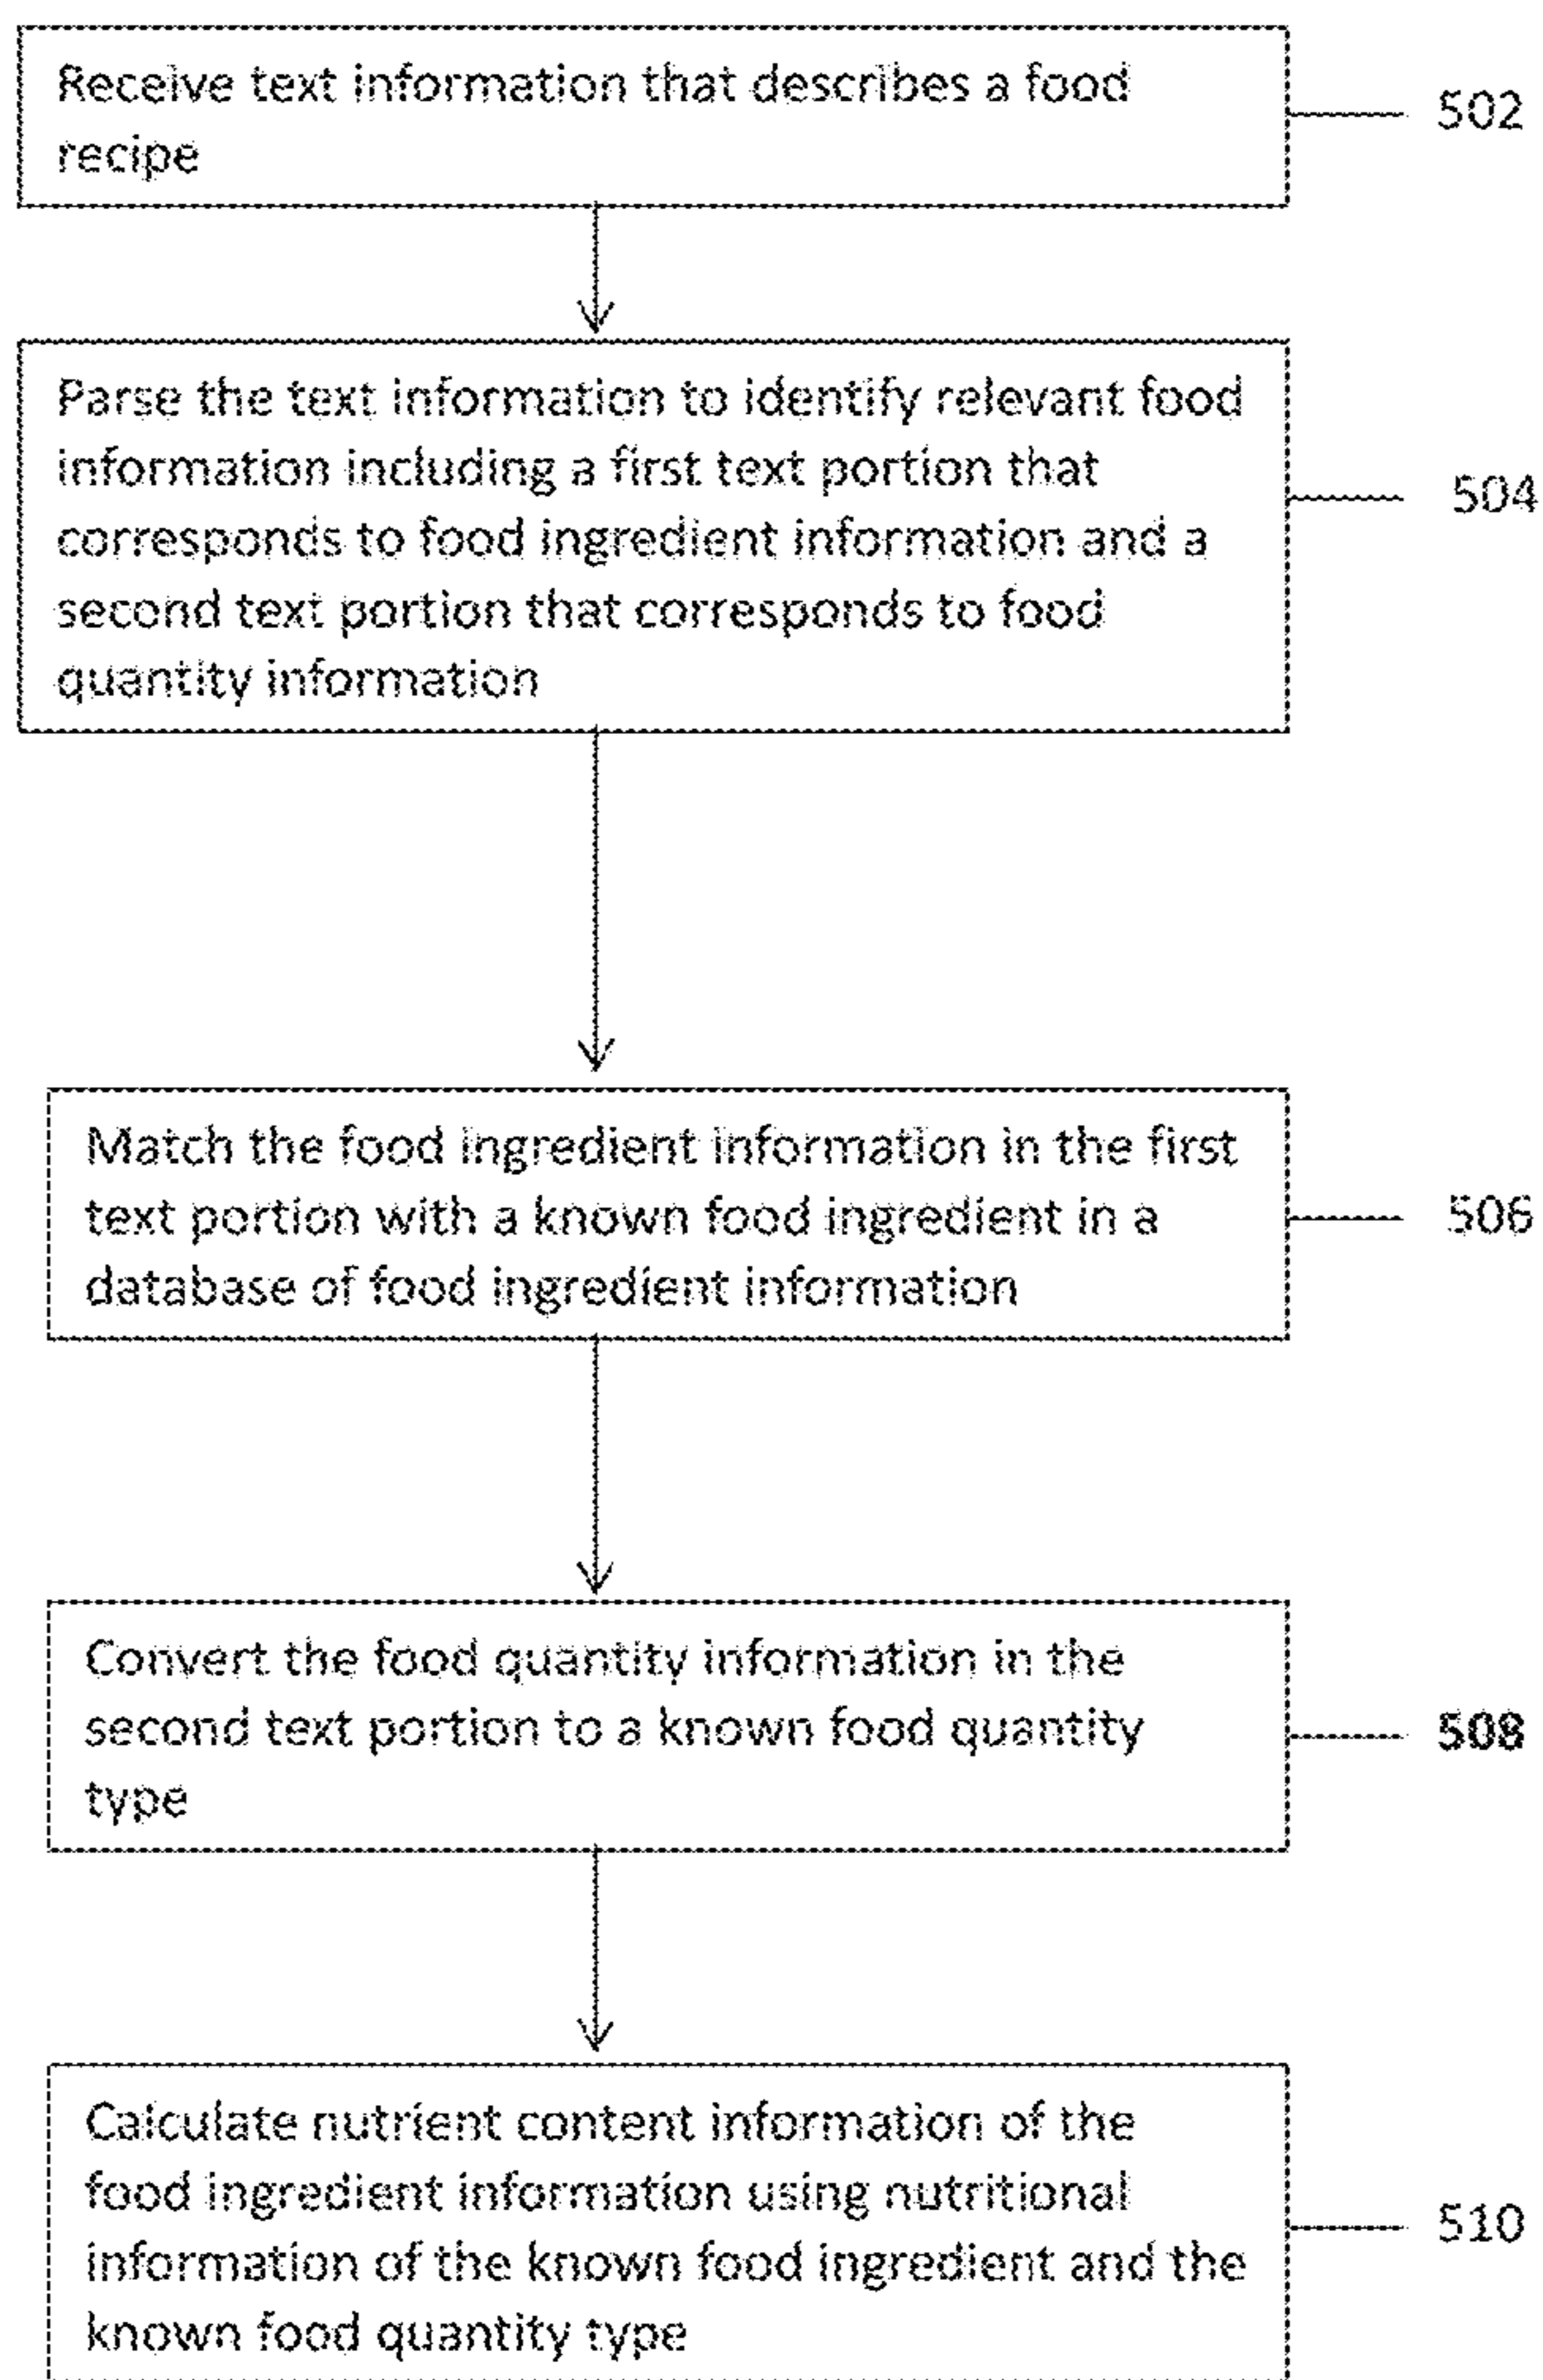 Receive text information that describes a food
recipe
502
Parse the text information to identify relevant food
information including a first text portion that
corresponds to food ingredient information and a
second text portion that corresponds to food
quantity information
504
Match the food ingredient information in the first
text portion with a known food ingredient in a
database of food ingredient information
506
Convert the food quantity information in the
second text portion to a known food quantity
type
508
Calculate nutrient content information of the
food ingredient information using nutritional
information of the known food ingredient and the
known food quantity type
510